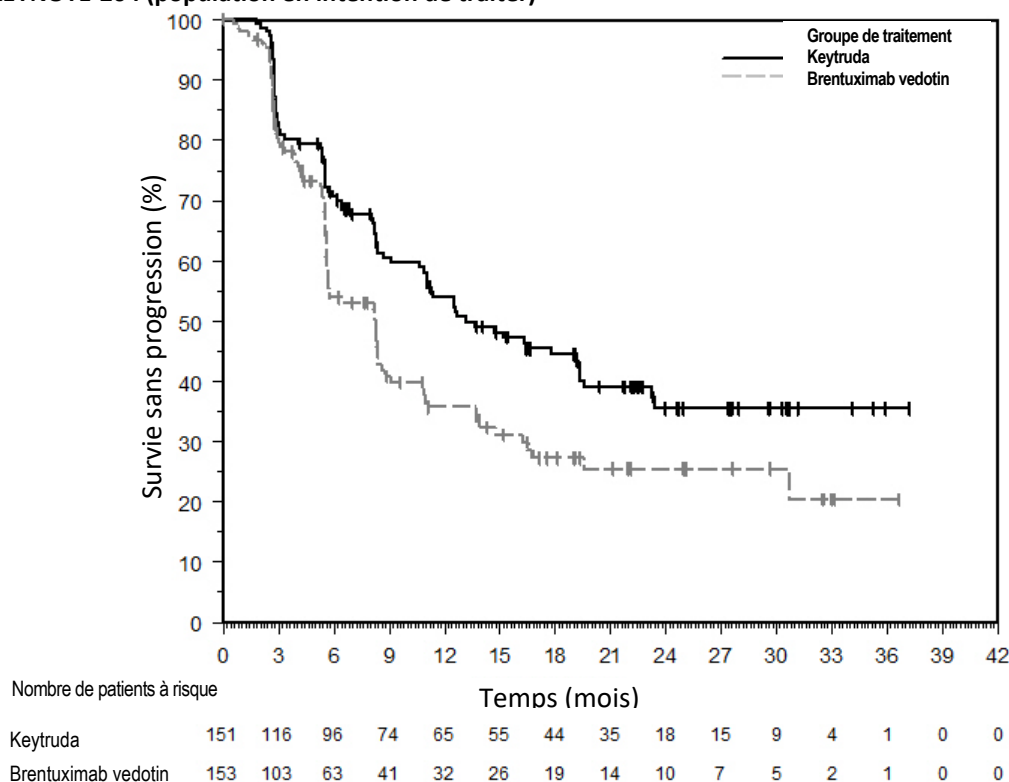 (population en intention de traiter)
Groupe de traitement
Keytruda
Brentuximab vedotin
Survie sans progression (%)
100
90
80
70
60
50
40
30
20
10
0
0 3 6 9 12 15 18 21 24 27 30 33 36 39 42
Temps (mois)
Nombre de patients à risque
Keytruda 151 116 96 74 65 55 44 35 18 15 9 4 1 0 0
Brentuximab vedotin 153 103 63 41 32 26 19 14 10 7 5 2 1 0 0